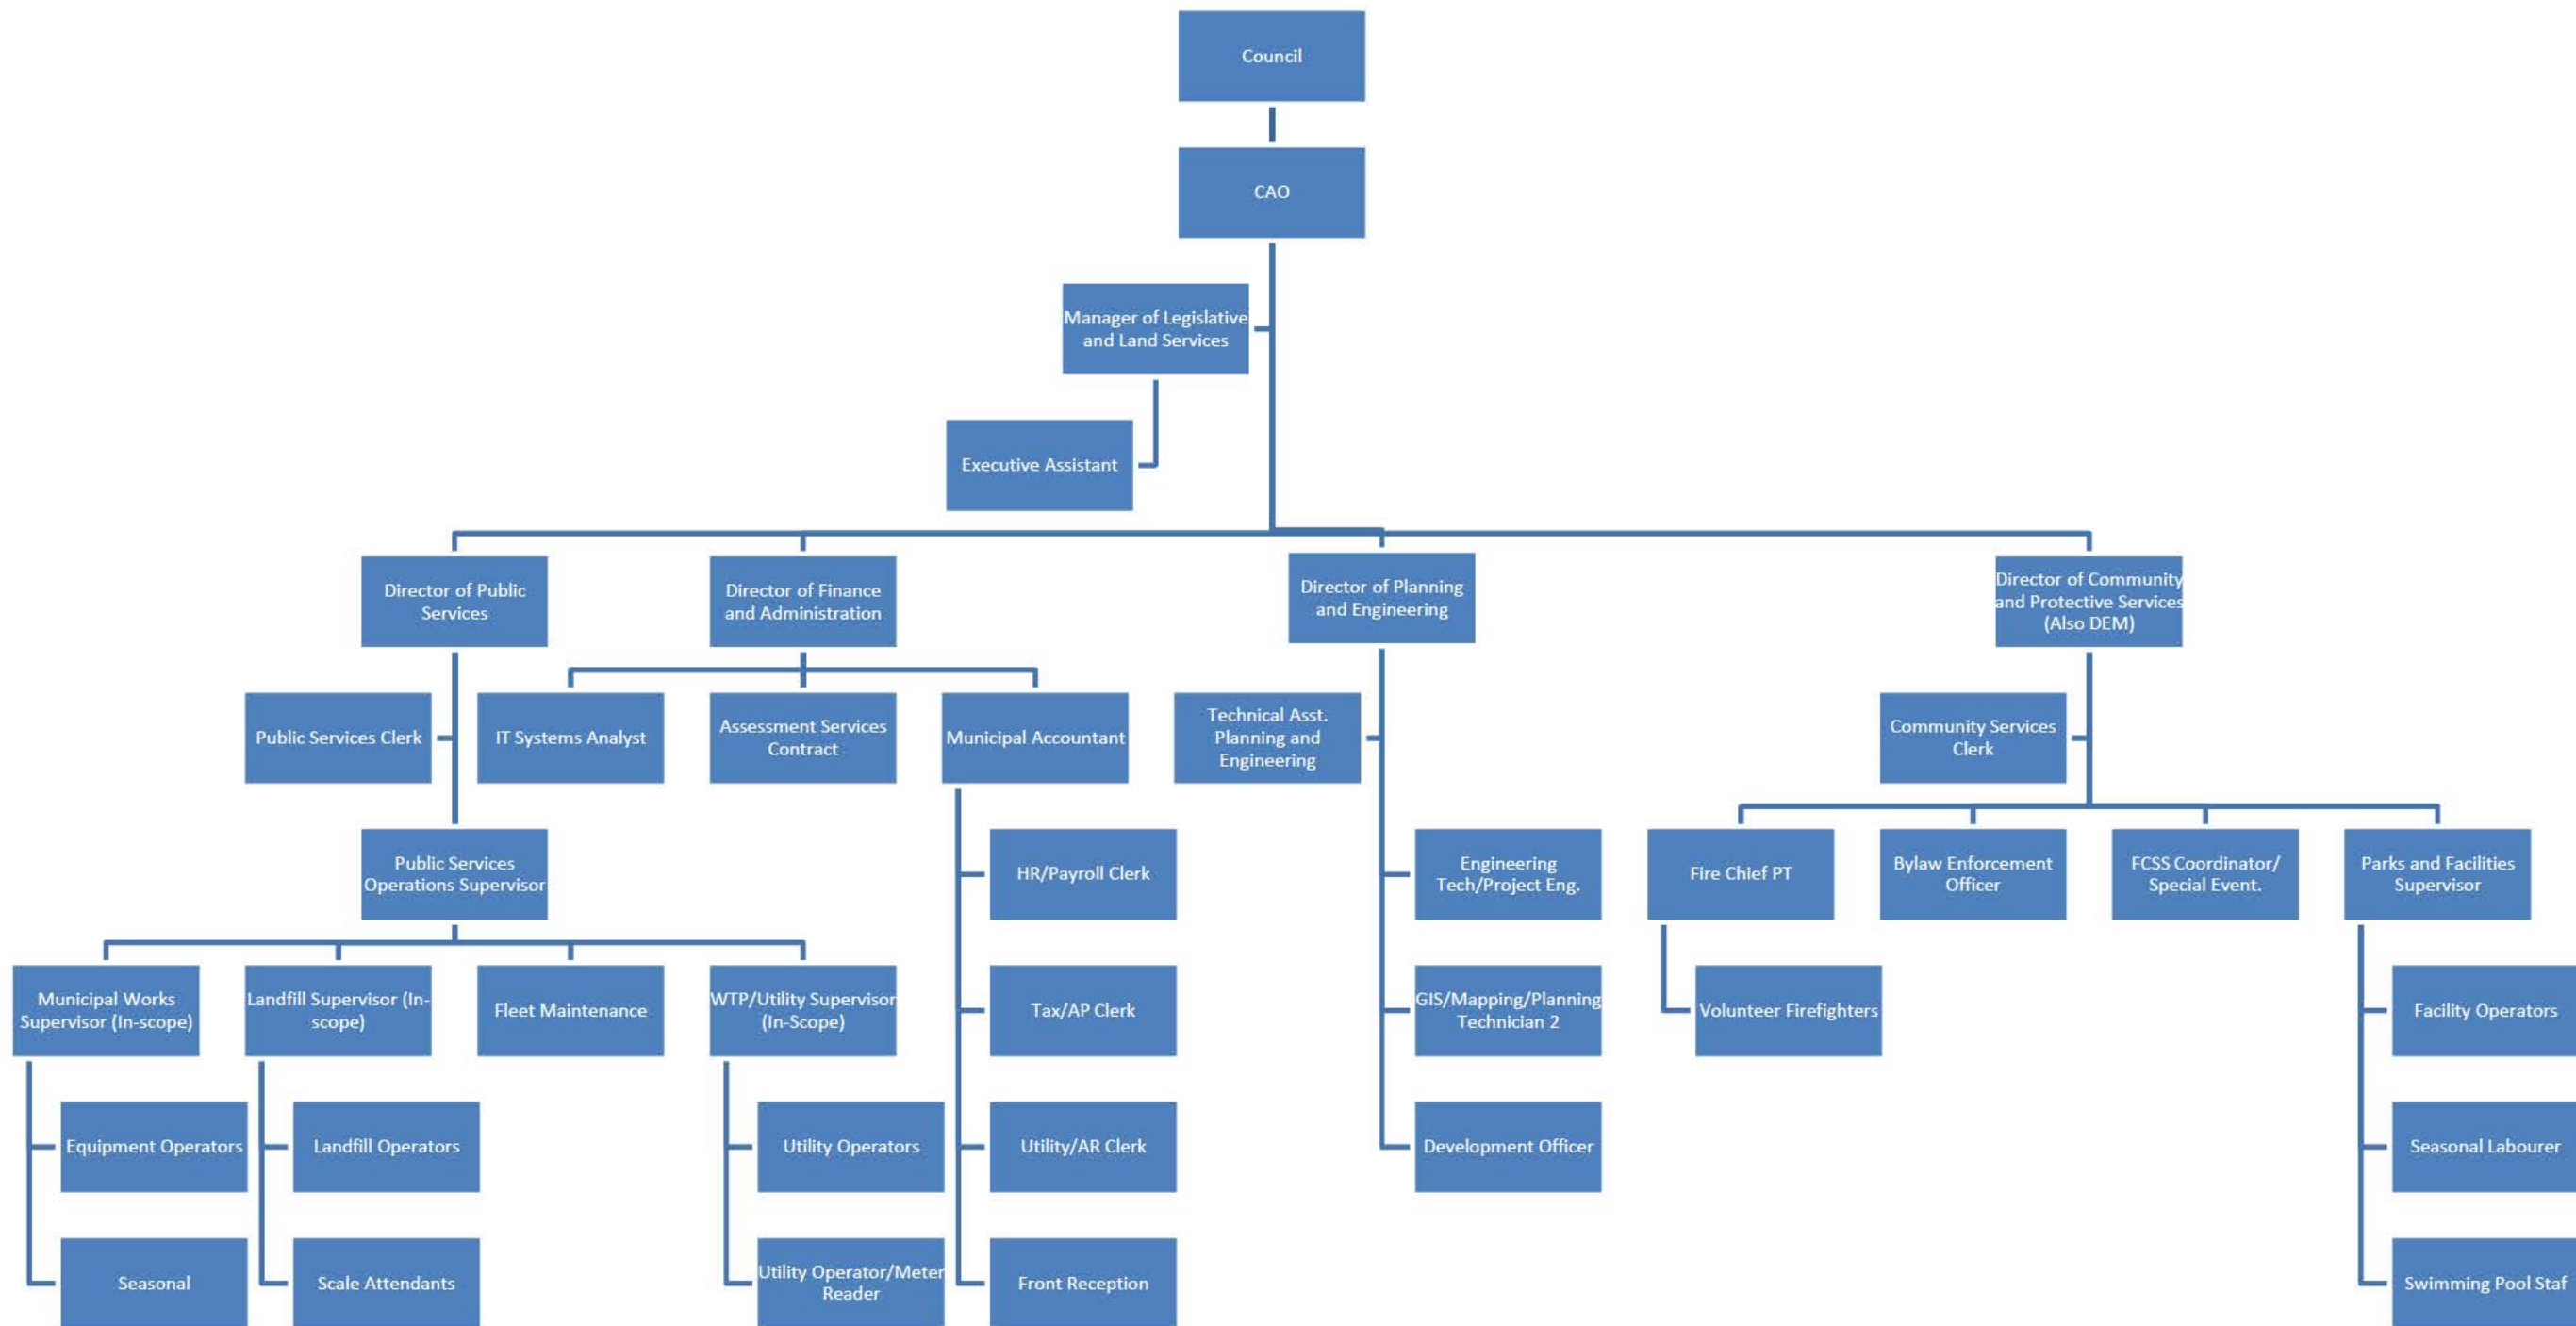 Council
CAO
Manager of Legislative
and Land Services
Executive Assistant
Director of Public
Services
Director of Finance
and Administration
Director of Planning
and Engineering
Director of Community
and Protective Services
(Also DEM)
Public Services Clerk
IT Systems Analyst
Assessment Services
Contract
Municipal Accountant
Technical Asst.
Planning and
Engineering
Community Services
Clerk
Public Services
Operations Supervisor
HR/Payroll Clerk
Engineering
Tech/Project Eng.
Fire Chief PT
Bylaw Enforcement
Officer
FCSS Coordinator/
Special Event.
Parks and Facilities
Supervisor
Municipal Works
Supervisor (In-scope)
Landfill Supervisor (In-
scope)
Fleet Maintenance
WTP/Utility Supervisor
(In-Scope)
Tax/AP Clerk
GIS/Mapping/Planning
Technician 2
Volunteer Firefighters
Facility Operators
Equipment Operators
Landfill Operators
Utility Operators
Utility/AR Clerk
Development Officer
Seasonal Labourer
Seasonal
Scale Attendants
Utility Operator/Meter
Reader
Front Reception
Swimming Pool Staf